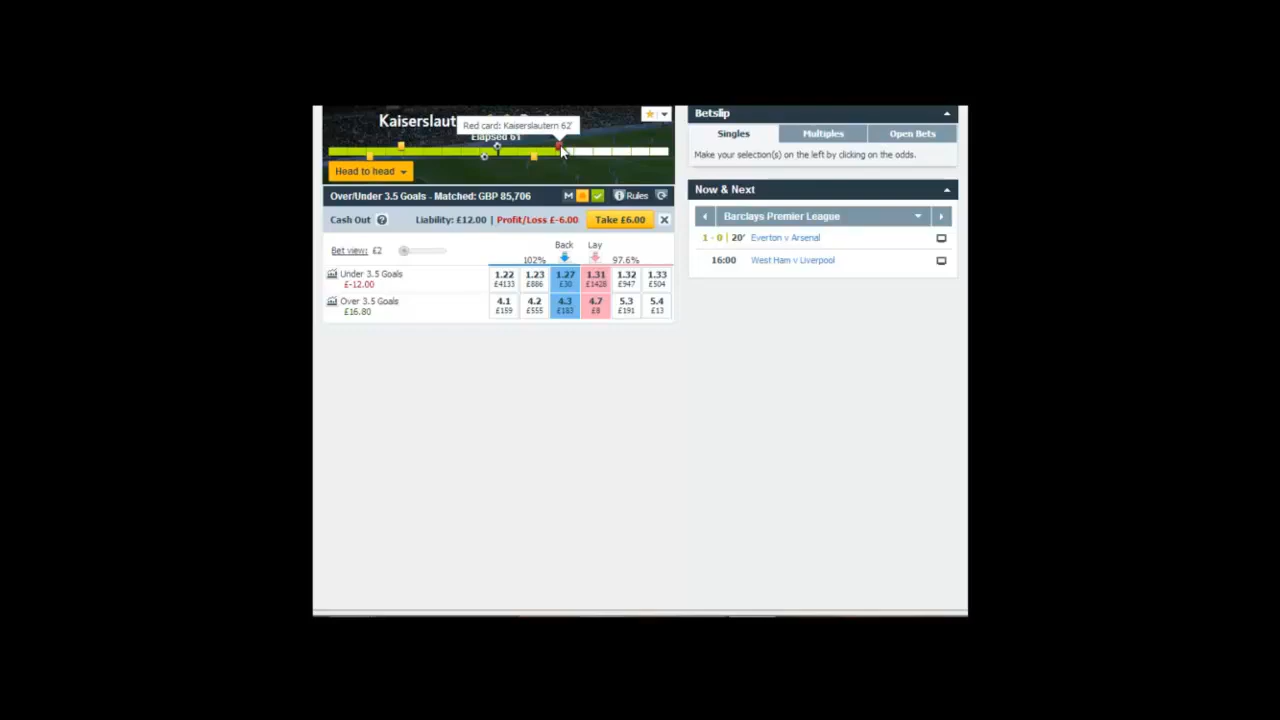 Kaiserslaut
Red card: Kaiserslautern 62'
Elapsed 61
Head to head
Over/Under 3.5 Goals - Matched: GBP 85,706 M Rules
Cash Out ? Liability: £12.00 | Profit/Loss £-6.00 Take £6.00
Bet view: £2 Back Lay
102% 97.6%
Under 3.5 Goals 1.22 1.23 1.27 1.31 1.32 1.33
£-12.00 £4133 £886 £30 £1428 £947 £504
Over 3.5 Goals 4.1 4.2 4.3 4.7 5.3 5.4
£16.80 £159 £555 £183 £8 £191 £13
Betslip
Singles Multiples Open Bets
Make your selection(s) on the left by clicking on the odds.
Now & Next
Barclays Premier League
1 - 0 | 20' Everton v Arsenal
16:00 West Ham v Liverpool